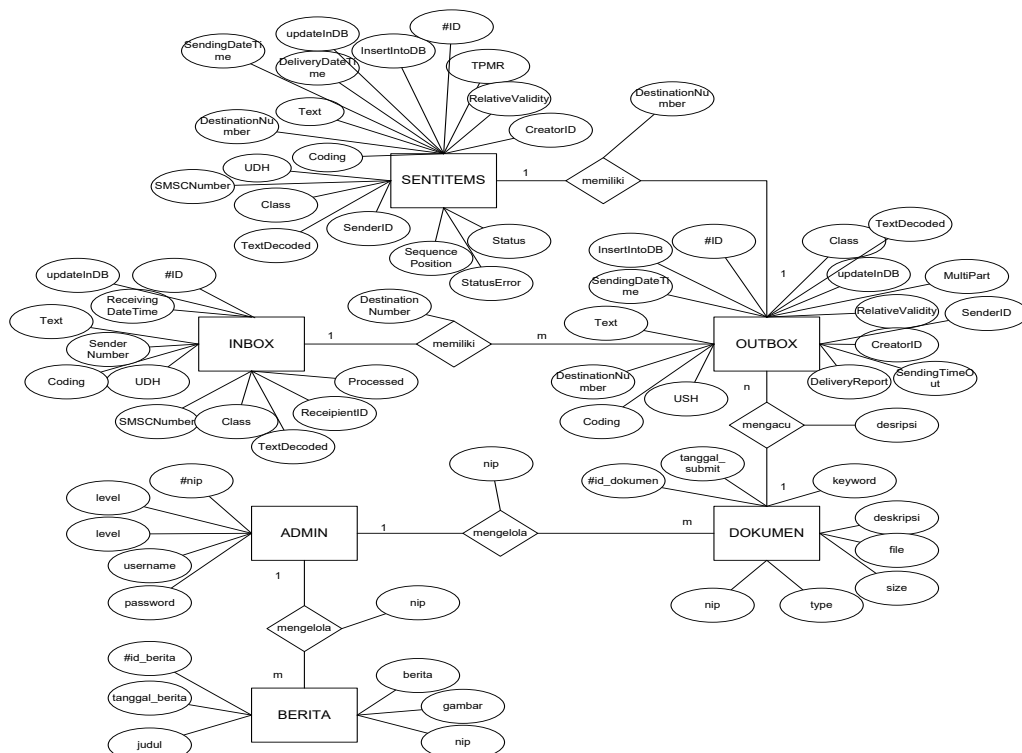 #ID
updateInDB
SendingDateTi
me
InsertIntoDB
DeliveryDateTi
me
TPMR
RelativeValidity
Text
DestinationNu
mber
CreatorID
DestinationNu
mber
Coding
UDH
SENTITEMS
1
memiliki
SMSCNumber
Class
SenderID
TextDecoded
Status
Sequence
Position
StatusError
TextDecoded
Class
#ID
InsertIntoDB
updateInDB
1
MultiPart
SendingDateTi
me
RelativeValidity
SenderID
Text
OUTBOX
CreatorID
DestinationNu
mber
SendingTimeO
ut
DeliveryReport
USH
Coding
n
updateInDB
#ID
Receiving
DateTime
Text
Sender
Number
INBOX
1
Destination
Number
memiliki
m
Coding
UDH
Processed
SMSCNumber
Class
ReceipientID
TextDecoded
mengacu
desripsi
nip
tanggal_
submit
#id_dokumen
1
keyword
#nip
level
level
ADMIN
1
mengelola
m
DOKUMEN
deskripsi
file
username
size
password
1
nip
type
mengelola
nip
#id_berita
m
berita
tanggal_berita
BERITA
gambar
judul
nip